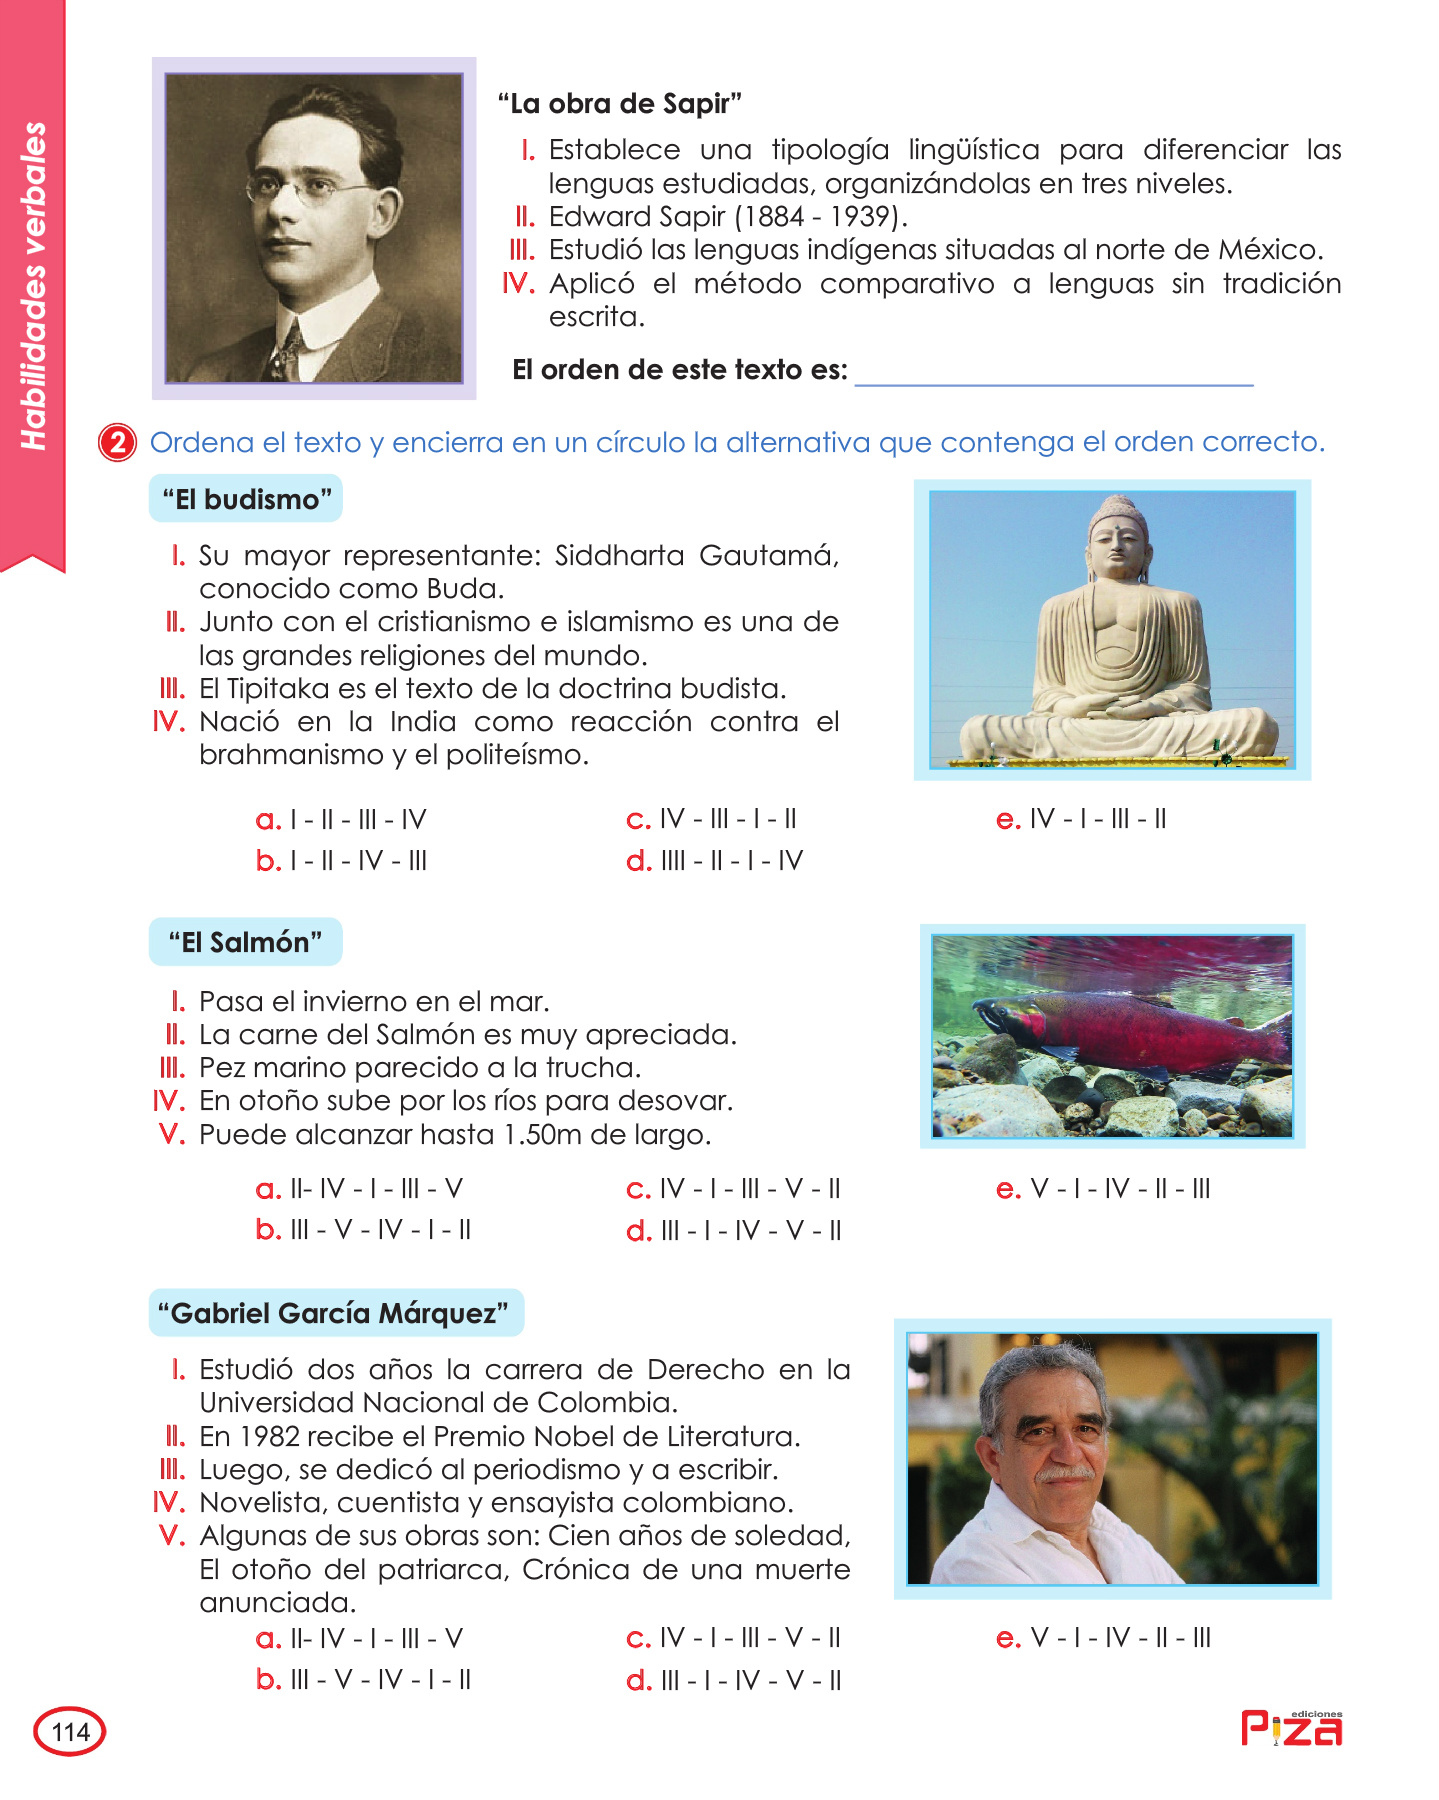 Habilidades verbales
“La obra de Sapir”
I. Establece una tipología lingüística para diferenciar las
lenguas estudiadas, organizándolas en tres niveles.
II. Edward Sapir (1884 - 1939).
III. Estudió las lenguas indígenas situadas al norte de México.
IV. Aplicó el método comparativo a lenguas sin tradición
escrita.
El orden de este texto es:
2 Ordena el texto y encierra en un círculo la alternativa que contenga el orden correcto.
“El budismo”
I. Su mayor representante: Siddharta Gautamá,
conocido como Buda.
II. Junto con el cristianismo e islamismo es una de
las grandes religiones del mundo.
III. El Tipitaka es el texto de la doctrina budista.
IV. Nació en la India como reacción contra el
brahmanismo y el politeísmo.
a. I - II - III - IV
b. I - II - IV - III
c. IV - III - I - II
d. IIII - II - I - IV
e. IV - I - III - II
“El Salmón”
I. Pasa el invierno en el mar.
II. La carne del Salmón es muy apreciada.
III. Pez marino parecido a la trucha.
IV. En otoño sube por los ríos para desovar.
V. Puede alcanzar hasta 1.50m de largo.
a. II- IV - I - III - V
b. III - V - IV - I - II
c. IV - I - III - V - II
d. III - I - IV - V - II
e. V - I - IV - II - III
“Gabriel García Márquez”
I. Estudió dos años la carrera de Derecho en la
Universidad Nacional de Colombia.
II. En 1982 recibe el Premio Nobel de Literatura.
III. Luego, se dedicó al periodismo y a escribir.
IV. Novelista, cuentista y ensayista colombiano.
V. Algunas de sus obras son: Cien años de soledad,
El otoño del patriarca, Crónica de una muerte
anunciada.
a. II- IV - I - III - V
b. III - V - IV - I - II
c. IV - I - III - V - II
d. III - I - IV - V - II
e. V - I - IV - II - III
114
ediciones
Piza